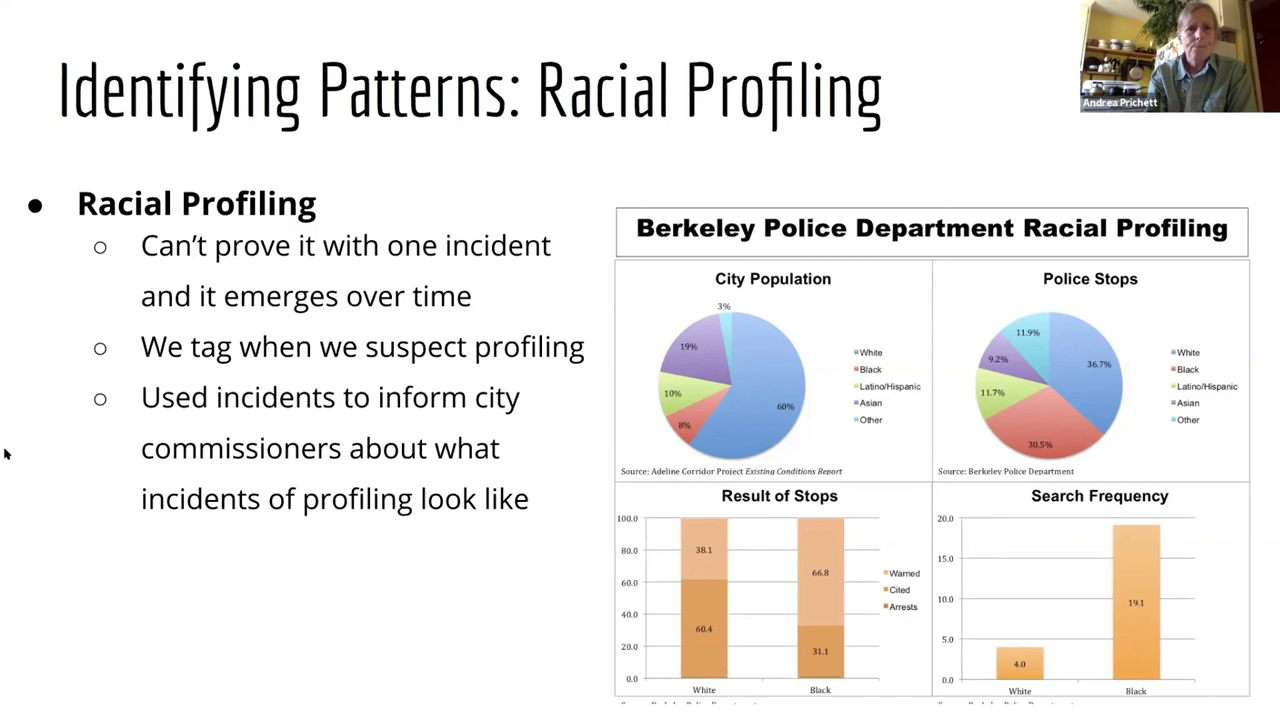 Identifying Patterns: Racial Profiling
Andrea Prichett
● Racial Profiling
○ Can't prove it with one incident
and it emerges over time
○ We tag when we suspect profiling
○ Used incidents to inform city
commissioners about what
incidents of profiling look like
Berkeley Police Department Racial Profiling
City Population
3%
19%
10%
8%
60%
White
Black
Latino/Hispanic
Asian
Other
Source: Adeline Corridor Project Existing Conditions Report
Police Stops
11.9%
9.2%
11.7%
36.7%
30.5%
White
Black
Latino/Hispanic
Asian
Other
Source: Berkeley Police Department
Result of Stops
100.0
80.0
60.0
40.0
20.0
0.0
38.1
60.4
66.8
31.1
Warned
Cited
Arrests
White
Black
Search Frequency
20.0
15.0
10.0
5.0
0.0
4.0
19.1
White
Black